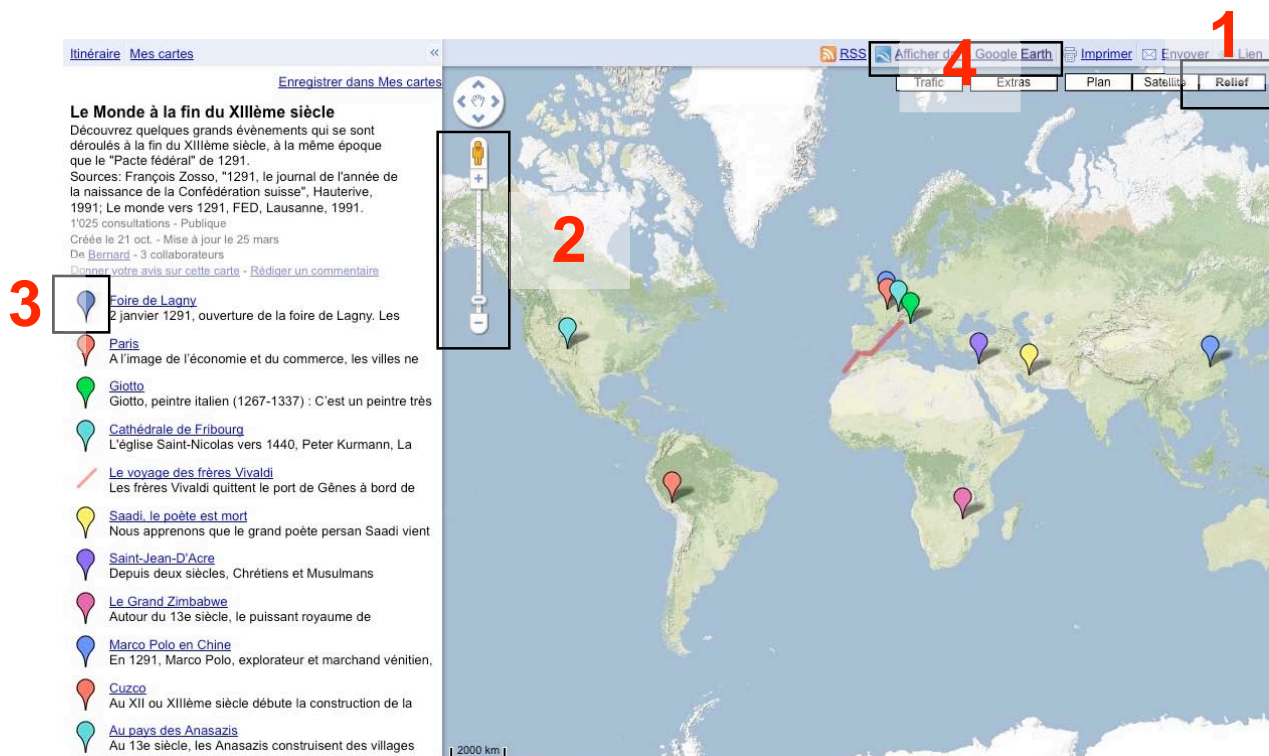 1
Itinéraire Mes cartes «
RSS Afficher dans Google Earth Imprimer Envoyer Lien
4
Trafic Extras Plan Satellite Relief
Enregistrer dans Mes cartes
Le Monde à la fin du XIIIème siècle
Découvrez quelques grands évènements qui se sont
déroulés à la fin du XIIIème siècle, à la même époque
que le "Pacte fédéral" de 1291.
Sources: François Zosso, "1291, le journal de l'année de
la naissance de la Confédération suisse", Hauterive,
1991; Le monde vers 1291, FED, Lausanne, 1991.
1'025 consultations - Publique
Créée le 21 oct. - Mise à jour le 25 mars
De Bernard - 3 collaborateurs
Donner votre avis sur cette carte - Rédiger un commentaire
2
3
Foire de Lagny
2 janvier 1291, ouverture de la foire de Lagny. Les
Paris
A l'image de l'économie et du commerce, les villes ne
Giotto
Giotto, peintre italien (1267-1337) : C'est un peintre très
Cathédrale de Fribourg
L'église Saint-Nicolas vers 1440, Peter Kurmann, La
Le voyage des frères Vivaldi
Les frères Vivaldi quittent le port de Gênes à bord de
Saadi, le poète est mort
Nous apprenons que le grand poète persan Saadi vient
Saint-Jean-D'Acre
Depuis deux siècles, Chrétiens et Musulmans
Le Grand Zimbabwe
Autour du 13e siècle, le puissant royaume de
Marco Polo en Chine
En 1291, Marco Polo, explorateur et marchand vénitien,
Cuzco
Au XII ou XIIIème siècle débute la construction de la
Au pays des Anasazis
Au 13e siècle, les Anasazis construisent des villages
2000 km